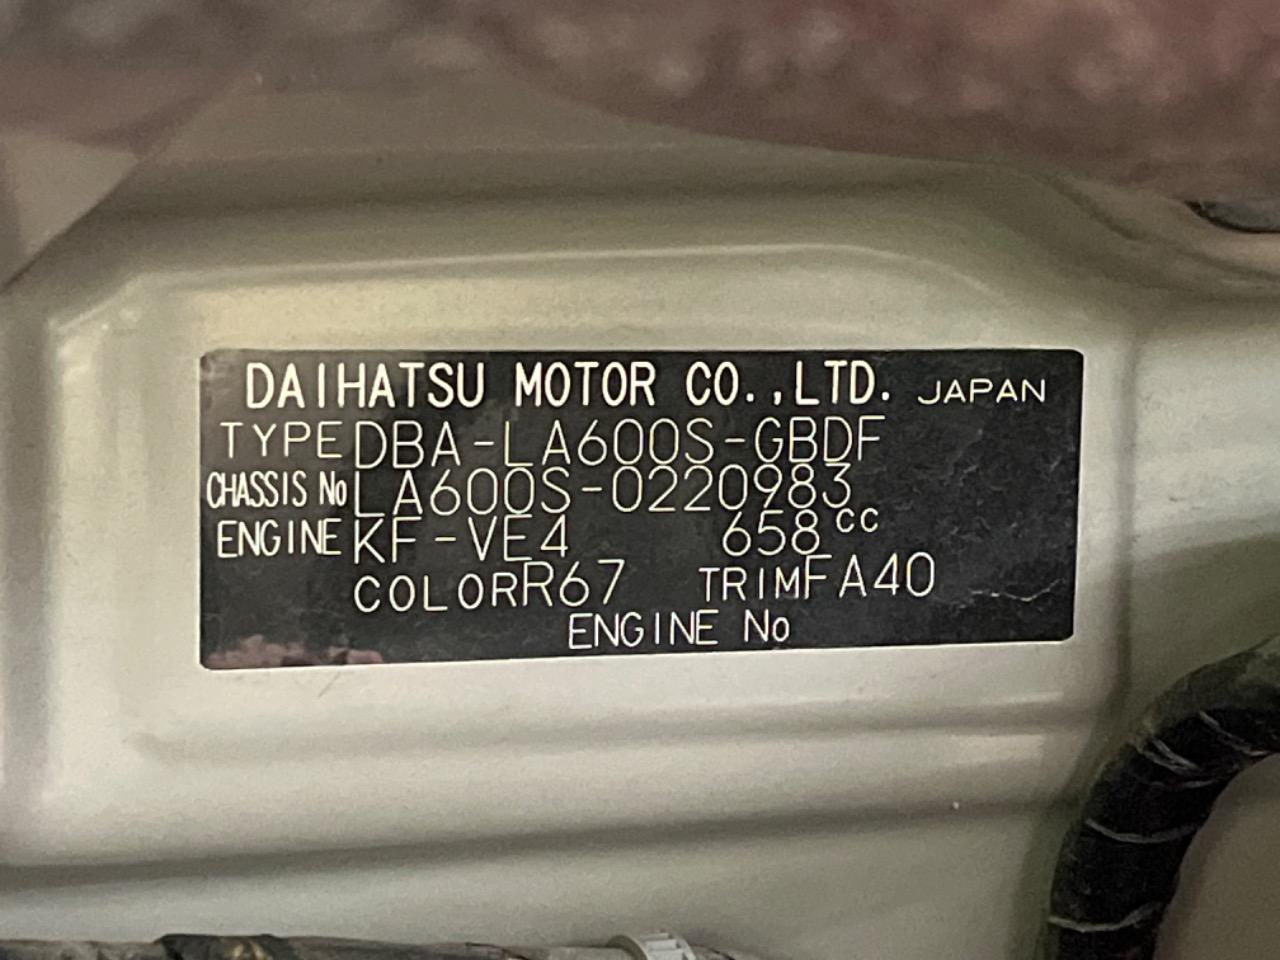 DAIHATSU MOTOR CO.,LTD. JAPAN
TYPE DBA-LA600S-GBDF
CHASSIS No LA600S-0220983
ENGINE KF-VE4 658cc
COLOR R67 TRIM FA40
ENGINE No